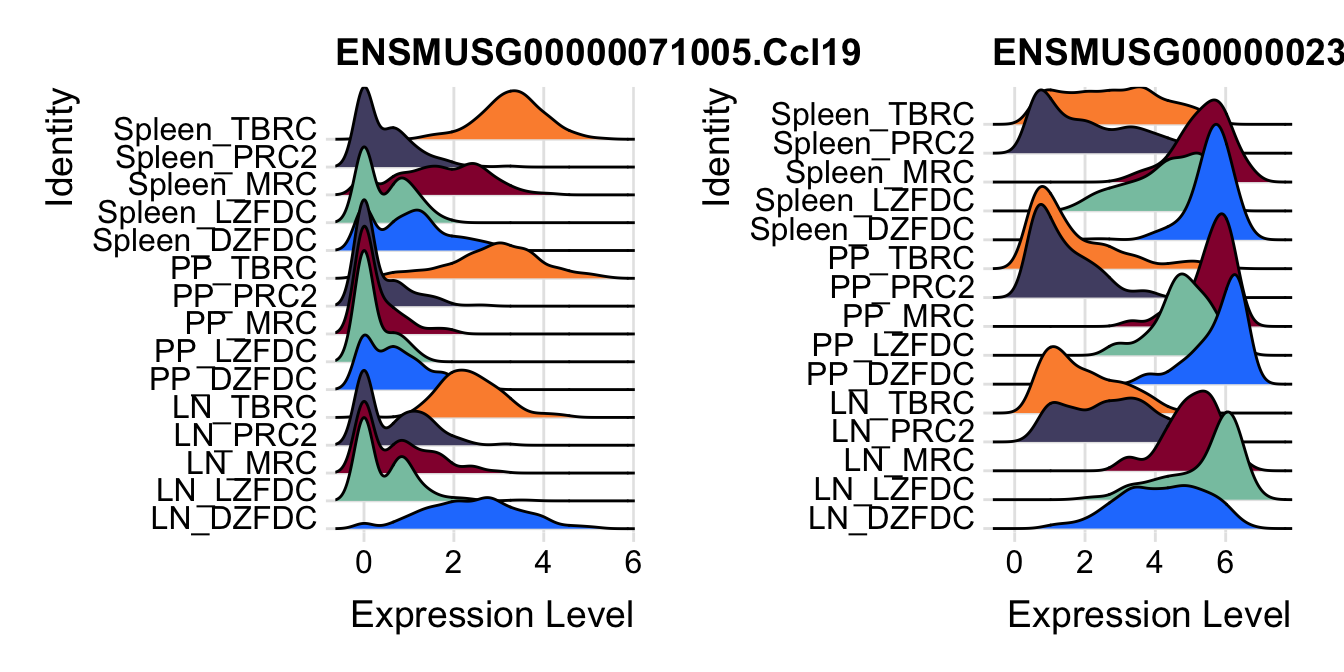 ENSMUSG00000071005.Ccl19
Identity
Spleen_TBRC
Spleen_PRC2
Spleen_MRC
Spleen_LZFDC
Spleen_DZFDC
PP_TBRC
PP_PRC2
PP_MRC
PP_LZFDC
PP_DZFDC
LN_TBRC
LN_PRC2
LN_MRC
LN_LZFDC
LN_DZFDC
0 2 4 6
Expression Level
ENSMUSG00000023
Identity
Spleen_TBRC
Spleen_PRC2
Spleen_MRC
Spleen_LZFDC
Spleen_DZFDC
PP_TBRC
PP_PRC2
PP_MRC
PP_LZFDC
PP_DZFDC
LN_TBRC
LN_PRC2
LN_MRC
LN_LZFDC
LN_DZFDC
0 2 4 6
Expression Level